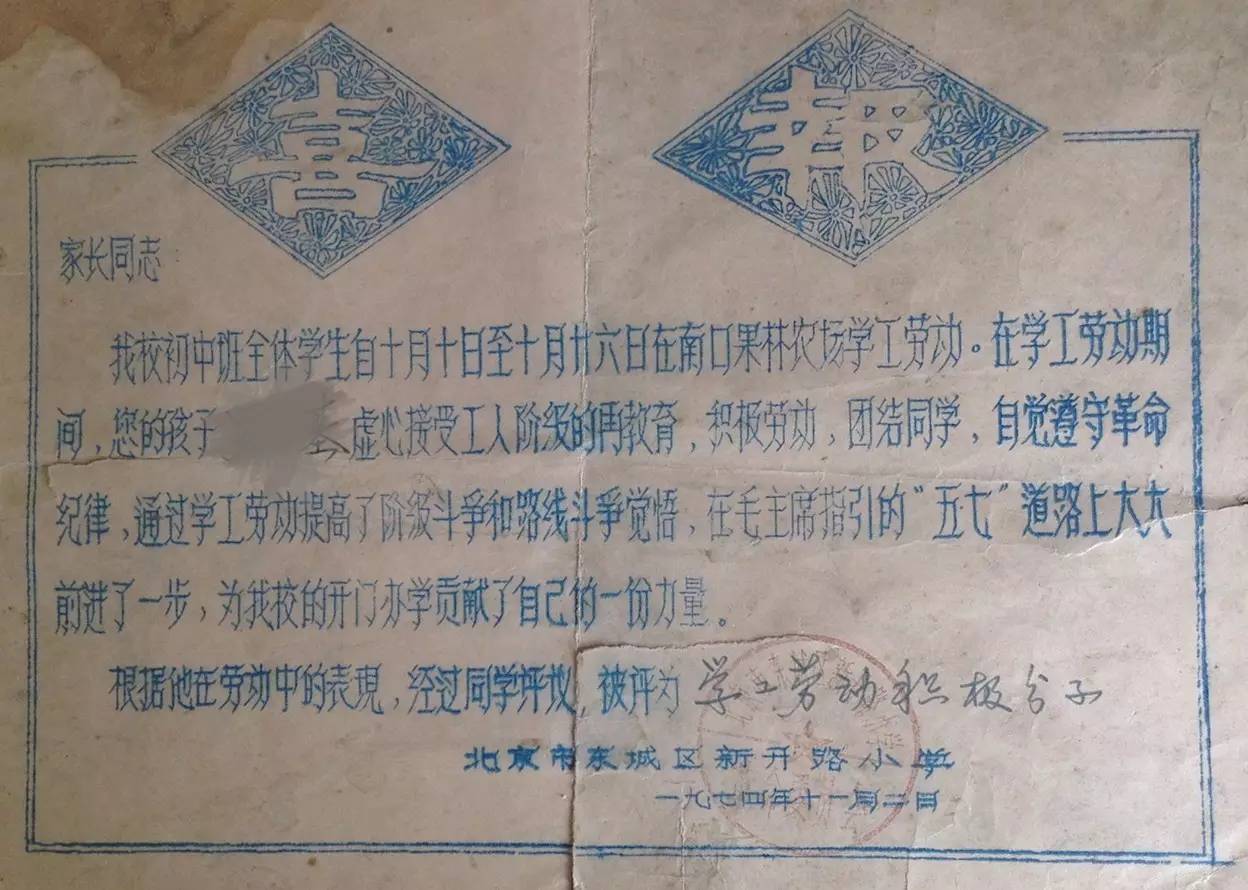 喜报
家长同志
我校初中班全体学生自十月十日至十月廿六日在南口果林农场学工劳动。在学工劳动期
间，您的孩子 虚心接受工人阶级的再教育，积极劳动，团结同学，自觉遵守革命
纪律，通过学工劳动提高了阶级斗争和路线斗争觉悟，在毛主席指引的“五七”道路上大大
前进了一步，为我校的开门办学贡献了自己的一份力量。
根据他在劳动中的表现，经过同学评议，被评为 学工劳动积极分子
北京市东城区新开路小学
一九七四年十一月二日